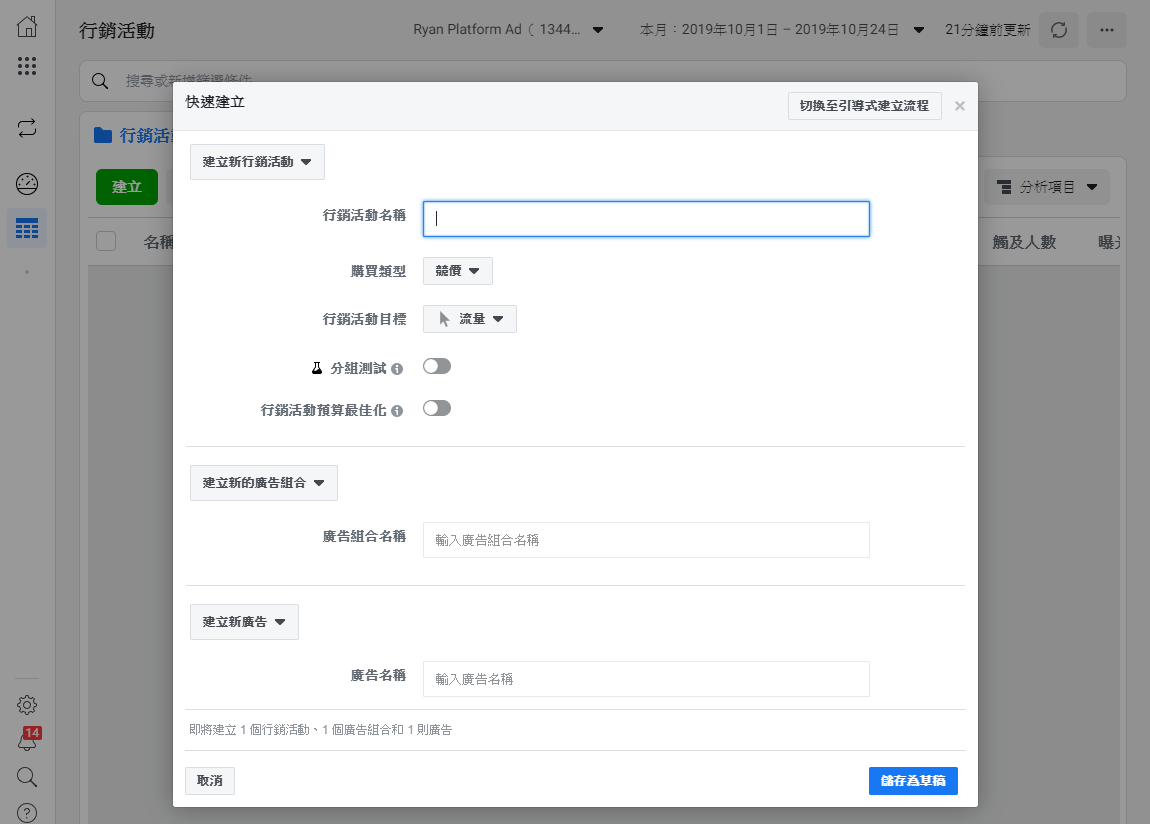 行銷活動
Ryan Platform Ad ( 1344...
本月：2019年10月1日 – 2019年10月24日
21分鐘前更新
搜尋或新增篩選條件
快速建立
切換至引導式建立流程
行銷活動
建立新行銷活動
建立
分析項目
行銷活動名稱
名稱
觸及人數
購買類型
競價
行銷活動目標
流量
分組測試
行銷活動預算最佳化
建立新的廣告組合
廣告組合名稱
輸入廣告組合名稱
建立新廣告
廣告名稱
輸入廣告名稱
14
即將建立 1 個行銷活動、1 個廣告組合和 1 則廣告
取消
儲存為草稿